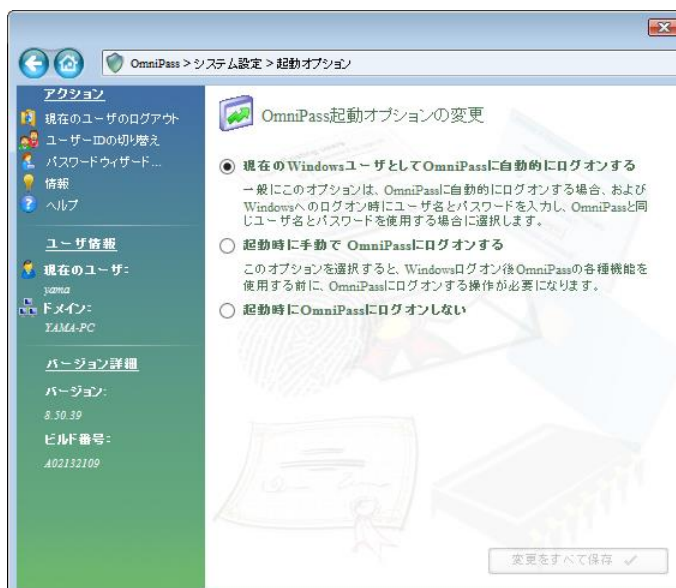 OmniPass > システム設定 > 起動オプション
アクション
現在のユーザのログアウト
ユーザーIDの切り替え
パスワードウィザード...
情報
ヘルプ
ユーザ情報
現在のユーザ:
yama
ドメイン:
YAMA-PC
バージョン詳細
バージョン:
8.50.39
ビルド番号:
A02132109
OmniPass起動オプションの変更
現在のWindowsユーザとしてOmniPassに自動的にログオンする
一般にこのオプションは、OmniPassに自動的にログオンする場合、および
Windowsへのログオン時にユーザ名とパスワードを入力し、OmniPassと同
じユーザ名とパスワードを使用する場合に選択します。
起動時に手動で OmniPassにログオンする
このオプションを選択すると、Windowsログオン後OmniPassの各種機能を
使用する前に、OmniPassにログオンする操作が必要になります。
起動時にOmniPassにログオンしない
変更をすべて保存